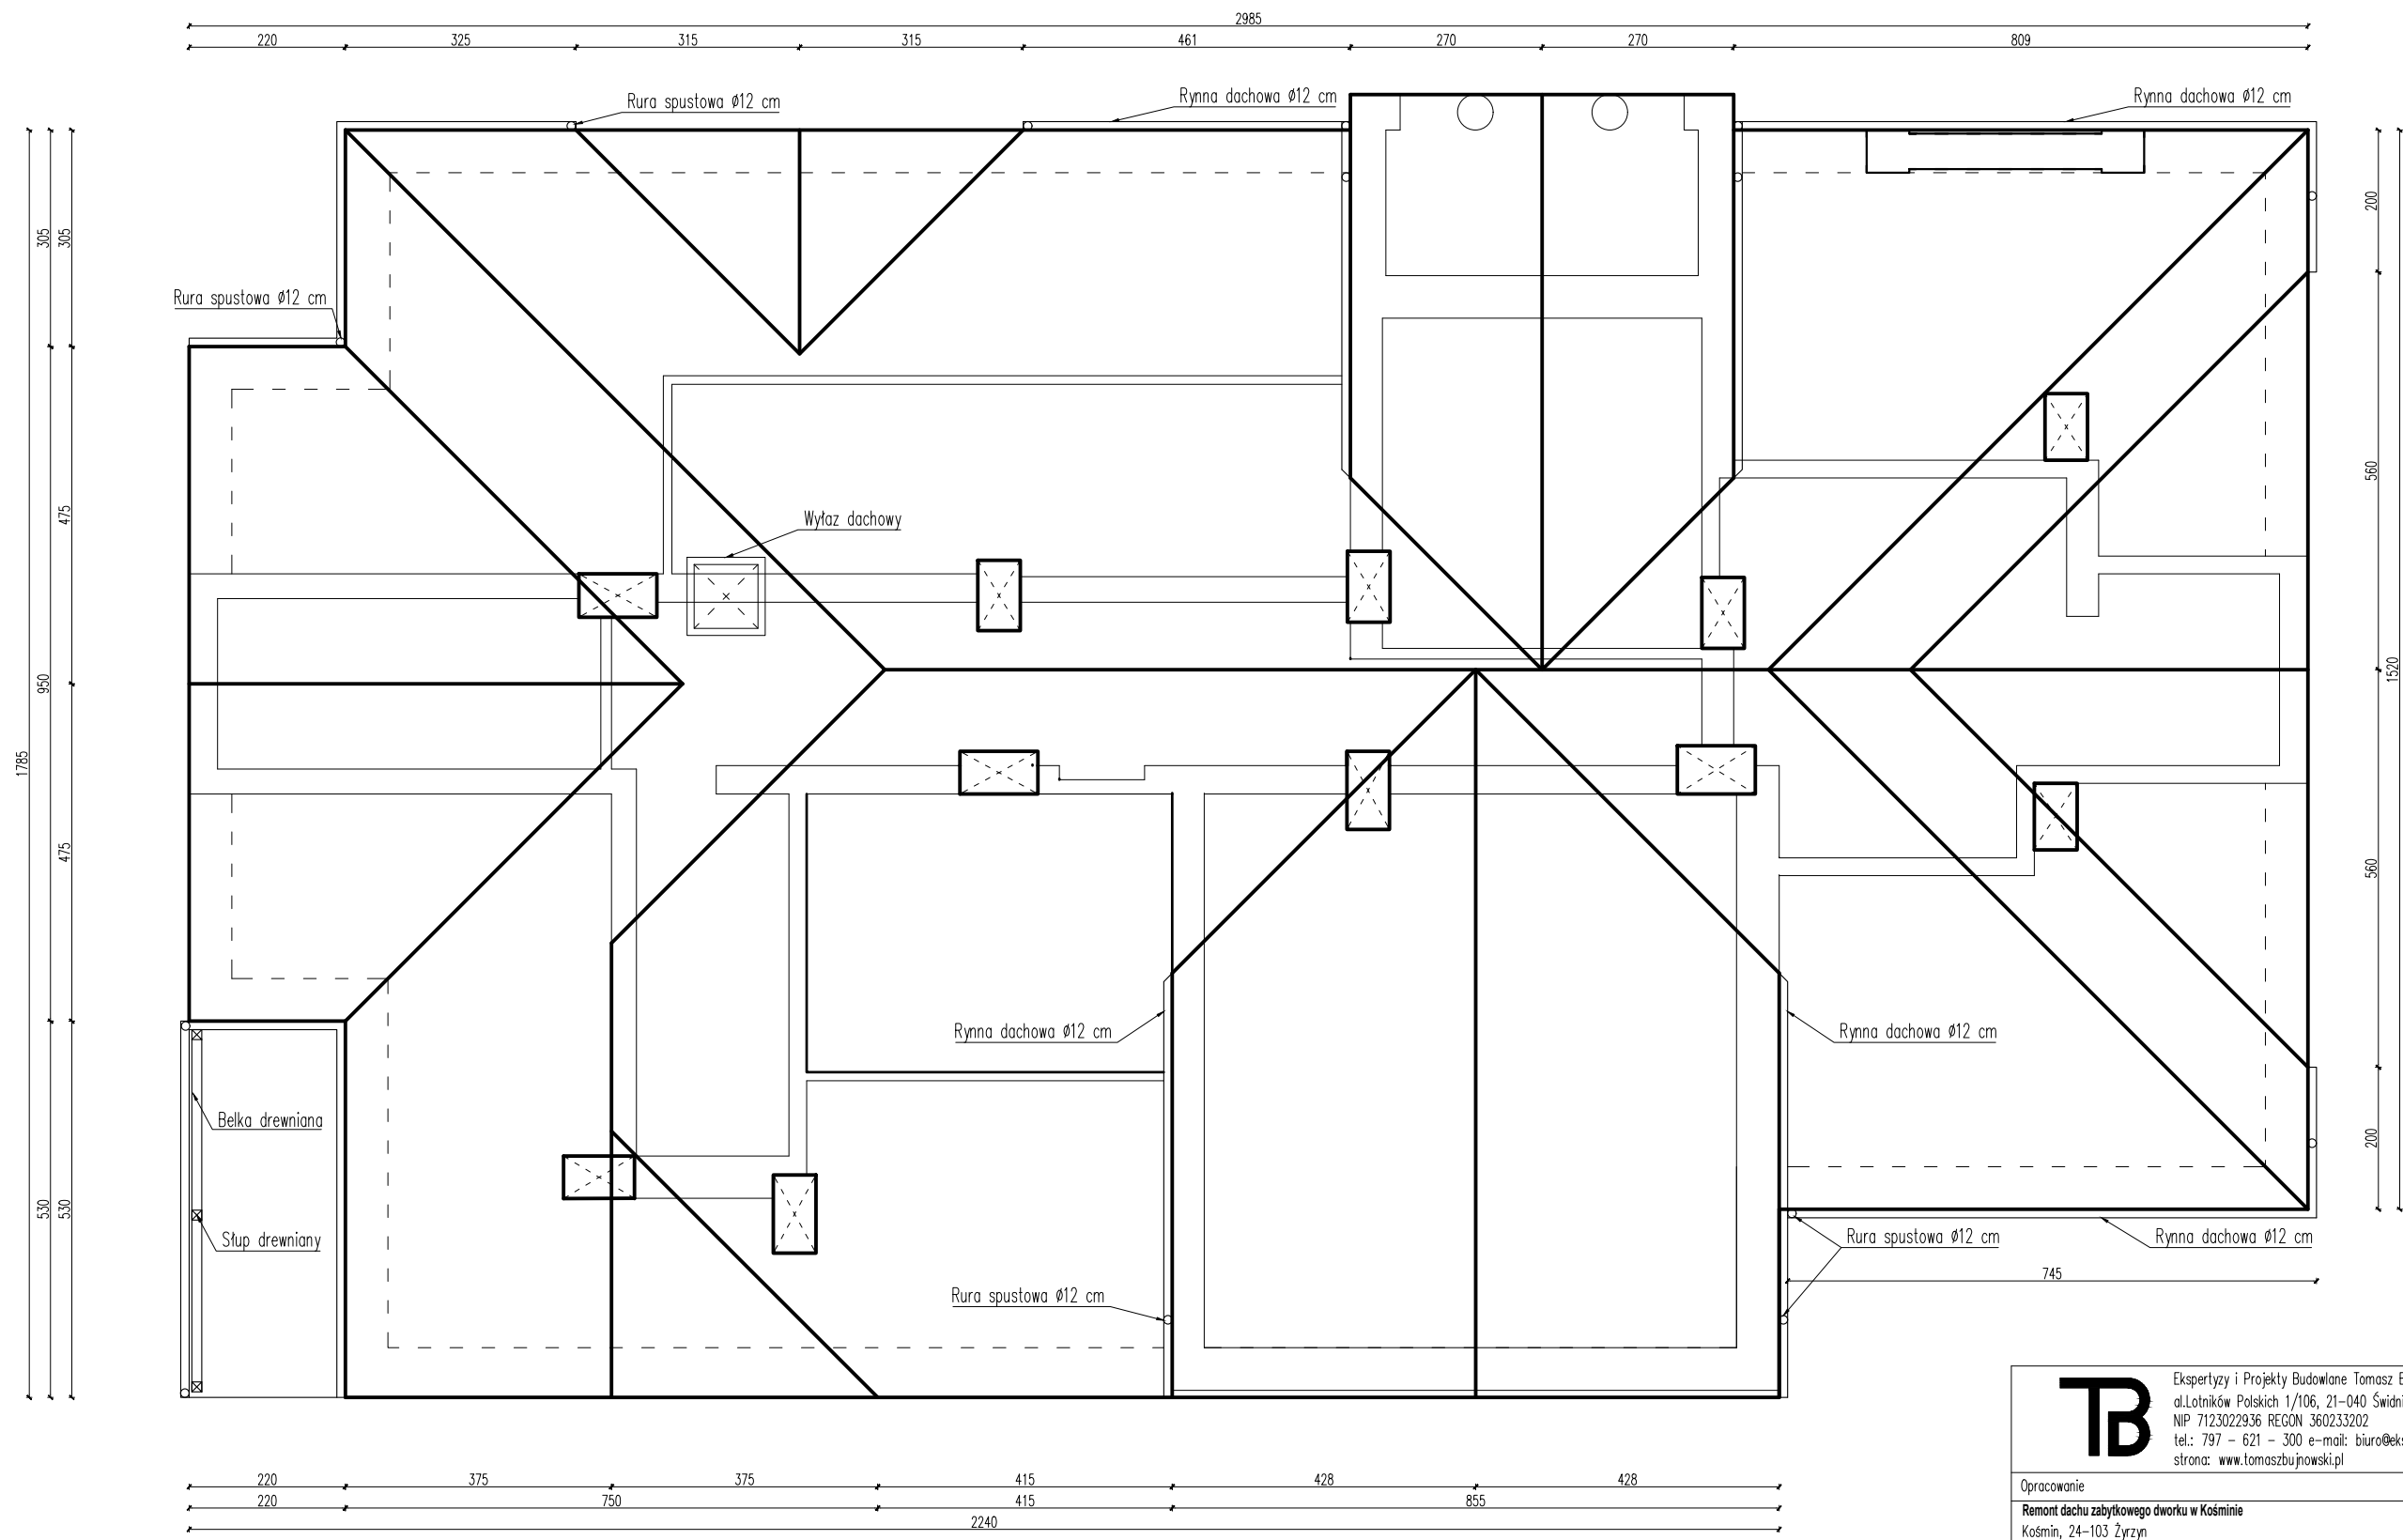 2985
220 325 315 315 461 270 270 809
Rura spustowa Ø12 cm
Rynna dachowa Ø12 cm
Rynna dachowa Ø12 cm
305 305
200
Rura spustowa Ø12 cm
475
560
Wyłaz dachowy
950
1520
1785
475
560
Rynna dachowa Ø12 cm
Rynna dachowa Ø12 cm
Belka drewniana
200
530 530
Słup drewniany
Rura spustowa Ø12 cm
Rynna dachowa Ø12 cm
745
Rura spustowa Ø12 cm
TB
Ekspertyzy i Projekty Budowlane Tomasz
al.Lotników Polskich 1/106, 21-040
NIP 7123022936 REGON 360233202
tel.: 797 - 621 - 300 e-mail:
strona: www.tomaszbujnowski.pl
Opracowanie
Remont dachu zabytkowego dworku w Kośminie
Kośmin, 24-103 Żyrzyn
220 375 375 415 428 428
220 750 415 855
2240